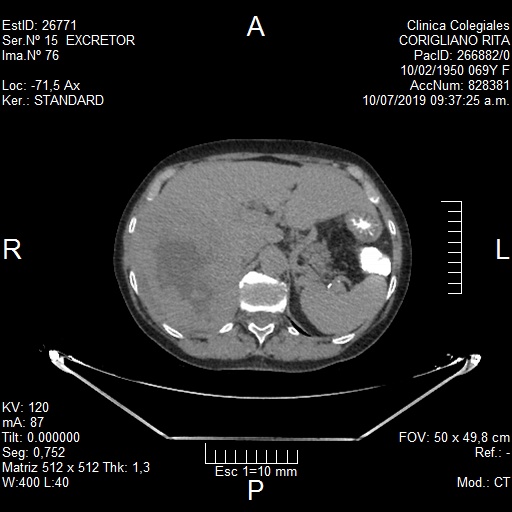 EstID: 26771
Ser.Nº 15 EXCRETOR
Ima.Nº 76
Loc: -71,5 Ax
Ker.: STANDARD
A
Clinica Colegiales
CORIGLIANO RITA
PacID: 266882/0
10/02/1950 069Y F
AccNum: 828381
10/07/2019 09:37:25 a.m.
R
L
KV: 120
mA: 87
Tilt: 0.000000
Seg: 0,752
Matriz 512 x 512 Thk: 1,3
W:400 L:40
Esc 1=10 mm
P
FOV: 50 x 49,8 cm
Ref.: -
Mod.: CT